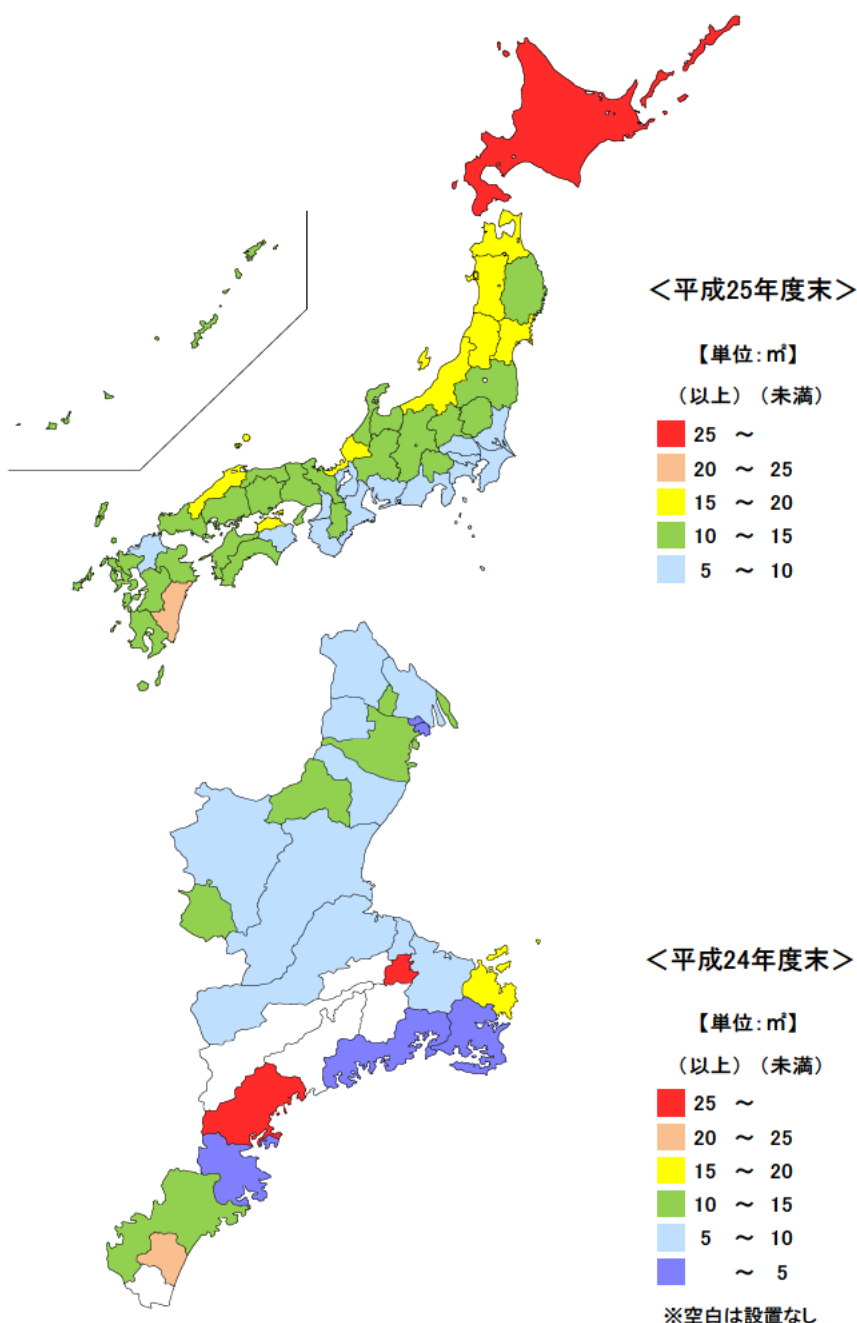 ＜平成25年度末＞
【単位：㎡】
（以上）（未満）
25 ～
20 ～ 25
15 ～ 20
10 ～ 15
5 ～ 10
＜平成24年度末＞
【単位：㎡】
（以上）（未満）
25 ～
20 ～ 25
15 ～ 20
10 ～ 15
5 ～ 10
～ 5
※空白は設置なし